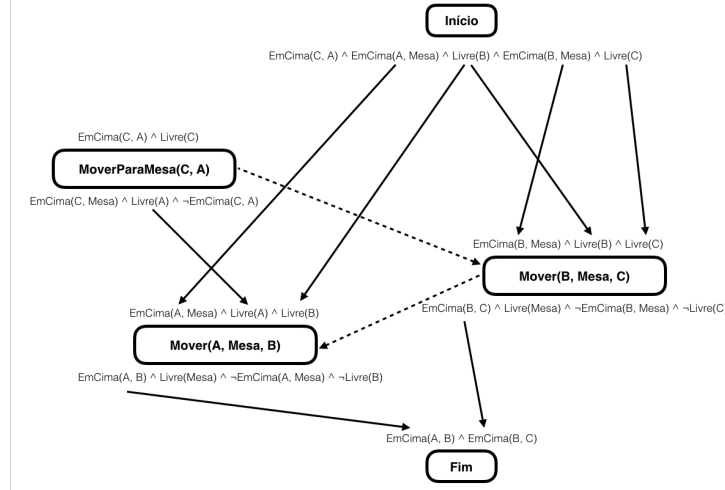 Início
EmCima(C, A) ^ EmCima(A, Mesa) ^ Livre(B) ^ EmCima(B, Mesa) ^ Livre(C)
EmCima(C, A) ^ Livre(C)
MoverParaMesa(C, A)
EmCima(C, Mesa) ^ Livre(A) ^ ¬EmCima(C, A)
EmCima(B, Mesa) ^ Livre(B) ^ Livre(C)
Mover(B, Mesa, C)
EmCima(B, C) ^ Livre(Mesa) ^ ¬EmCima(B, Mesa) ^ ¬Livre(C
EmCima(A, Mesa) ^ Livre(A) ^ Livre(B)
Mover(A, Mesa, B)
EmCima(A, B) ^ Livre(Mesa) ^ ¬EmCima(A, Mesa) ^ ¬Livre(B)
EmCima(A, B) ^ EmCima(B, C)
Fim